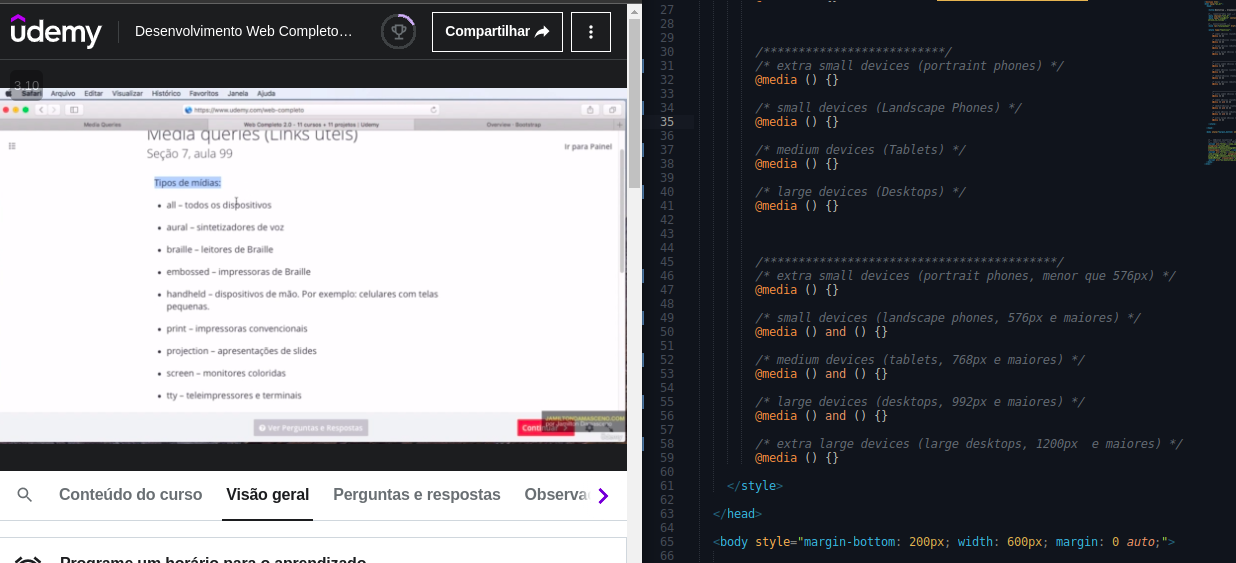 ûdemy
Desenvolvimento Web Completo…
Compartilhar
3.10
Safari Arquivo Editar Visualizar Histórico Favoritos Janela Ajuda
https://www.udemy.com/web-completo
Media Queries
Web Completo 2.0 - 11 cursos + 11 projetos | Udemy
Overview · Bootstrap
Media queries (Links úteis)
Seção 7, aula 99
Ir para Painel
Tipos de mídias:
• all – todos os dispositivos
• aural – sintetizadores de voz
• braille – leitores de Braille
• embossed – impressoras de Braille
• handheld – dispositivos de mão. Por exemplo: celulares com telas
pequenas.
• print – impressoras convencionais
• projection – apresentações de slides
• screen – monitores coloridas
• tty – teleimpressores e terminais
Ver Perguntas e Respostas
Continuar
Conteúdo do curso
Visão geral
Perguntas e respostas
Observa
Programe um horário para o aprendizado
27
28
29
30 /**************************/
31 /* extra small devices (portraint phones) */
32 @media () {}
33
34 /* small devices (Landscape Phones) */
35 @media () {}
36
37 /* medium devices (Tablets) */
38 @media () {}
39
40 /* large devices (Desktops) */
41 @media () {}
42
43
44
45 /******************************************/
46 /* extra small devices (portrait phones, menor que 576px) */
47 @media () {}
48
49 /* small devices (landscape phones, 576px e maiores) */
50 @media () and () {}
51
52 /* medium devices (tablets, 768px e maiores) */
53 @media () and () {}
54
55 /* large devices (desktops, 992px e maiores) */
56 @media () and () {}
57
58 /* extra large devices (large desktops, 1200px  e maiores) */
59 @media () {}
60
61 </style>
62
63 </head>
64
65 <body style="margin-bottom: 200px; width: 600px; margin: 0 auto;">
66